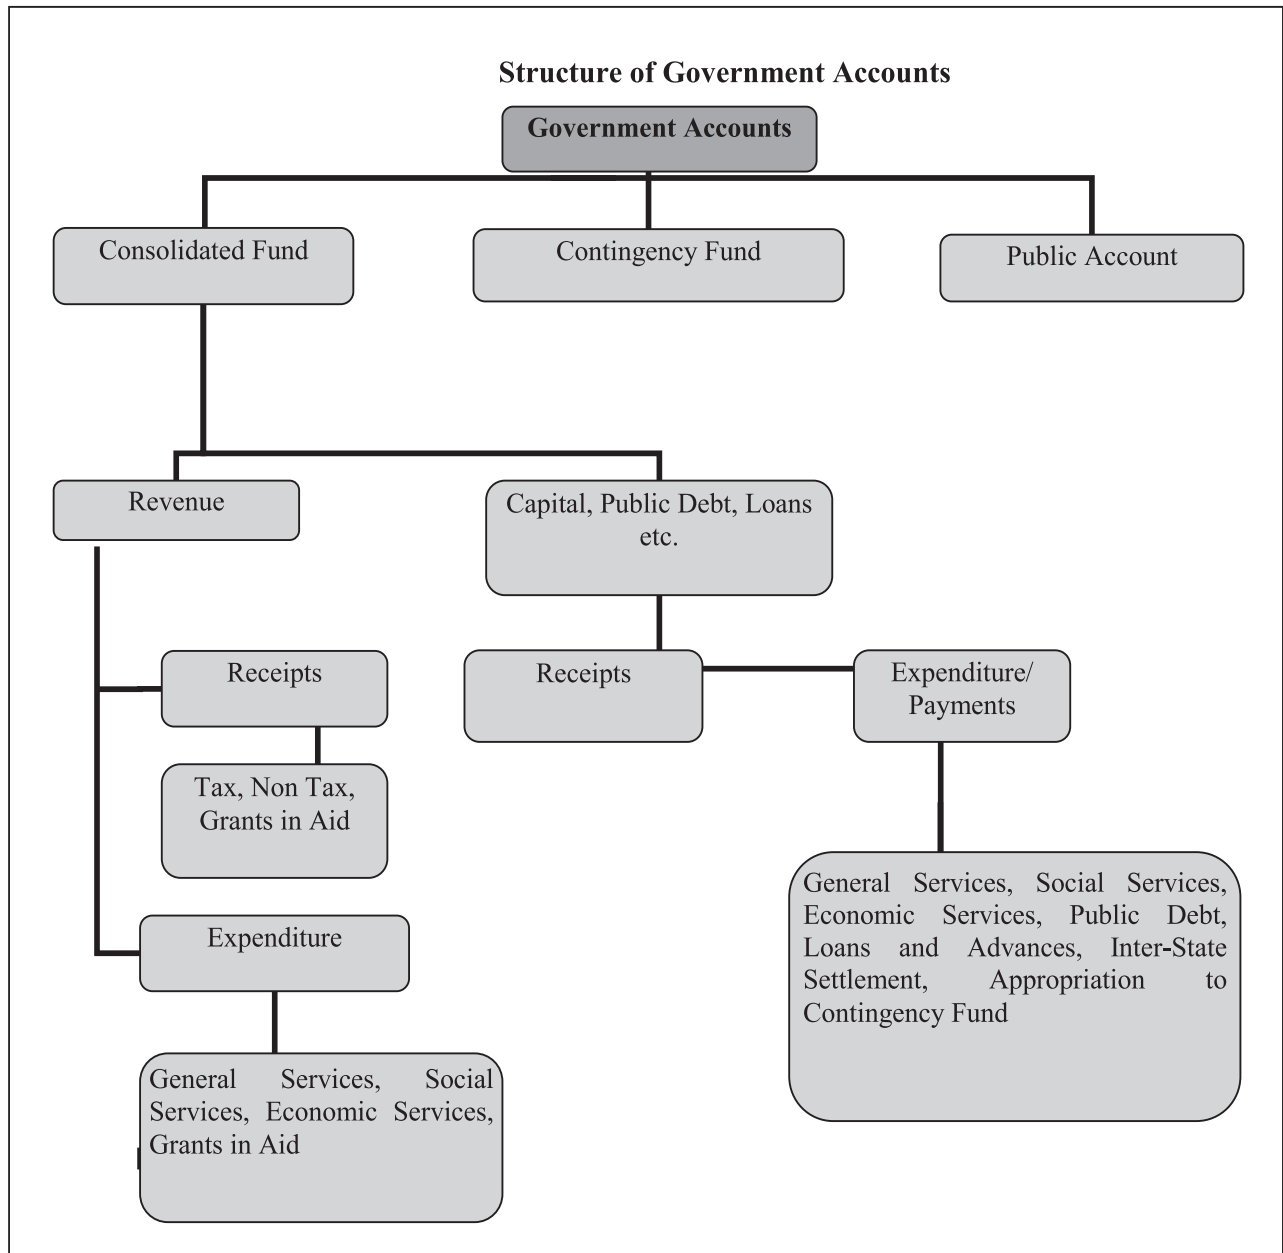 Structure of Government Accounts
Government Accounts
Consolidated Fund
Contingency Fund
Public Account
Revenue
Capital, Public Debt, Loans
etc.
Receipts
Receipts
Expenditure/
Payments
Tax, Non Tax,
Grants in Aid
General Services, Social Services,
Economic Services, Public Debt,
Loans and Advances, Inter-State
Settlement, Appropriation to
Contingency Fund
Expenditure
General Services, Social
Services, Economic Services,
Grants in Aid